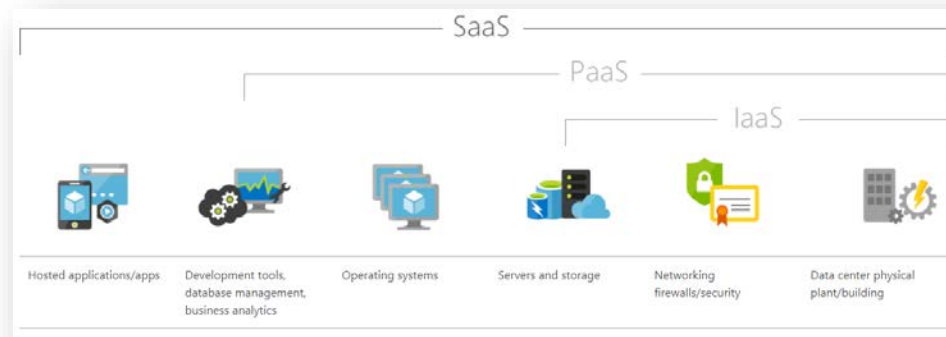 SaaS
PaaS
IaaS
Hosted applications/apps
Development tools,
database management,
business analytics
Operating systems
Servers and storage
Networking
firewalls/security
Data center physical
plant/building